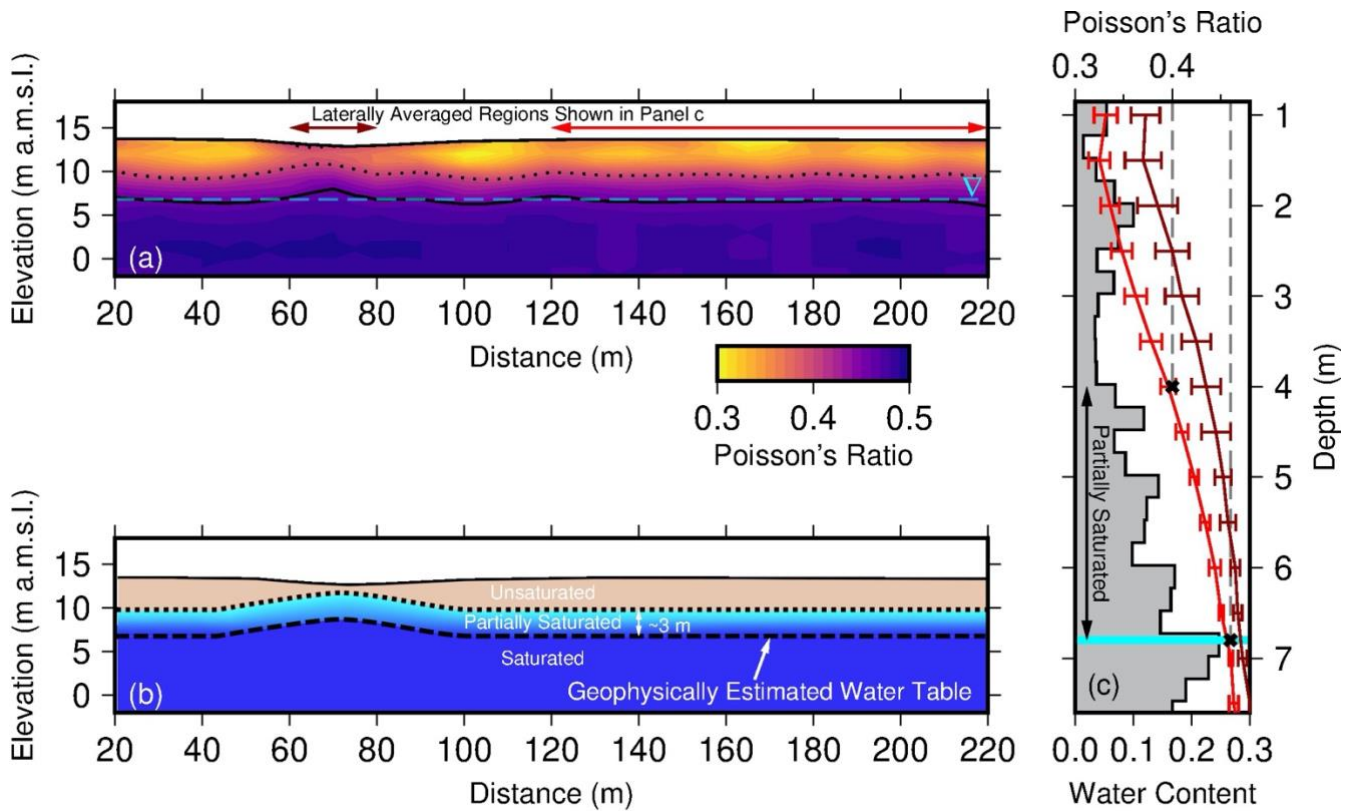 Laterally Averaged Regions Shown in Panel c
Elevation (m a.m.s.l.)
15
10
5
0
∇
(a)
20 40 60 80 100 120 140 160 180 200 220
Distance (m)
0.3 0.4 0.5
Poisson's Ratio
Elevation (m a.m.s.l.)
15
10
5
0
Unsaturated
Partially Saturated
~3 m
Saturated
Geophysically Estimated Water Table
(b)
20 40 60 80 100 120 140 160 180 200 220
Distance (m)
Poisson's Ratio
0.3 0.4
1
2
3
4
5
6
7
Depth (m)
Partially Saturated
(c)
0.0 0.1 0.2 0.3
Water Content